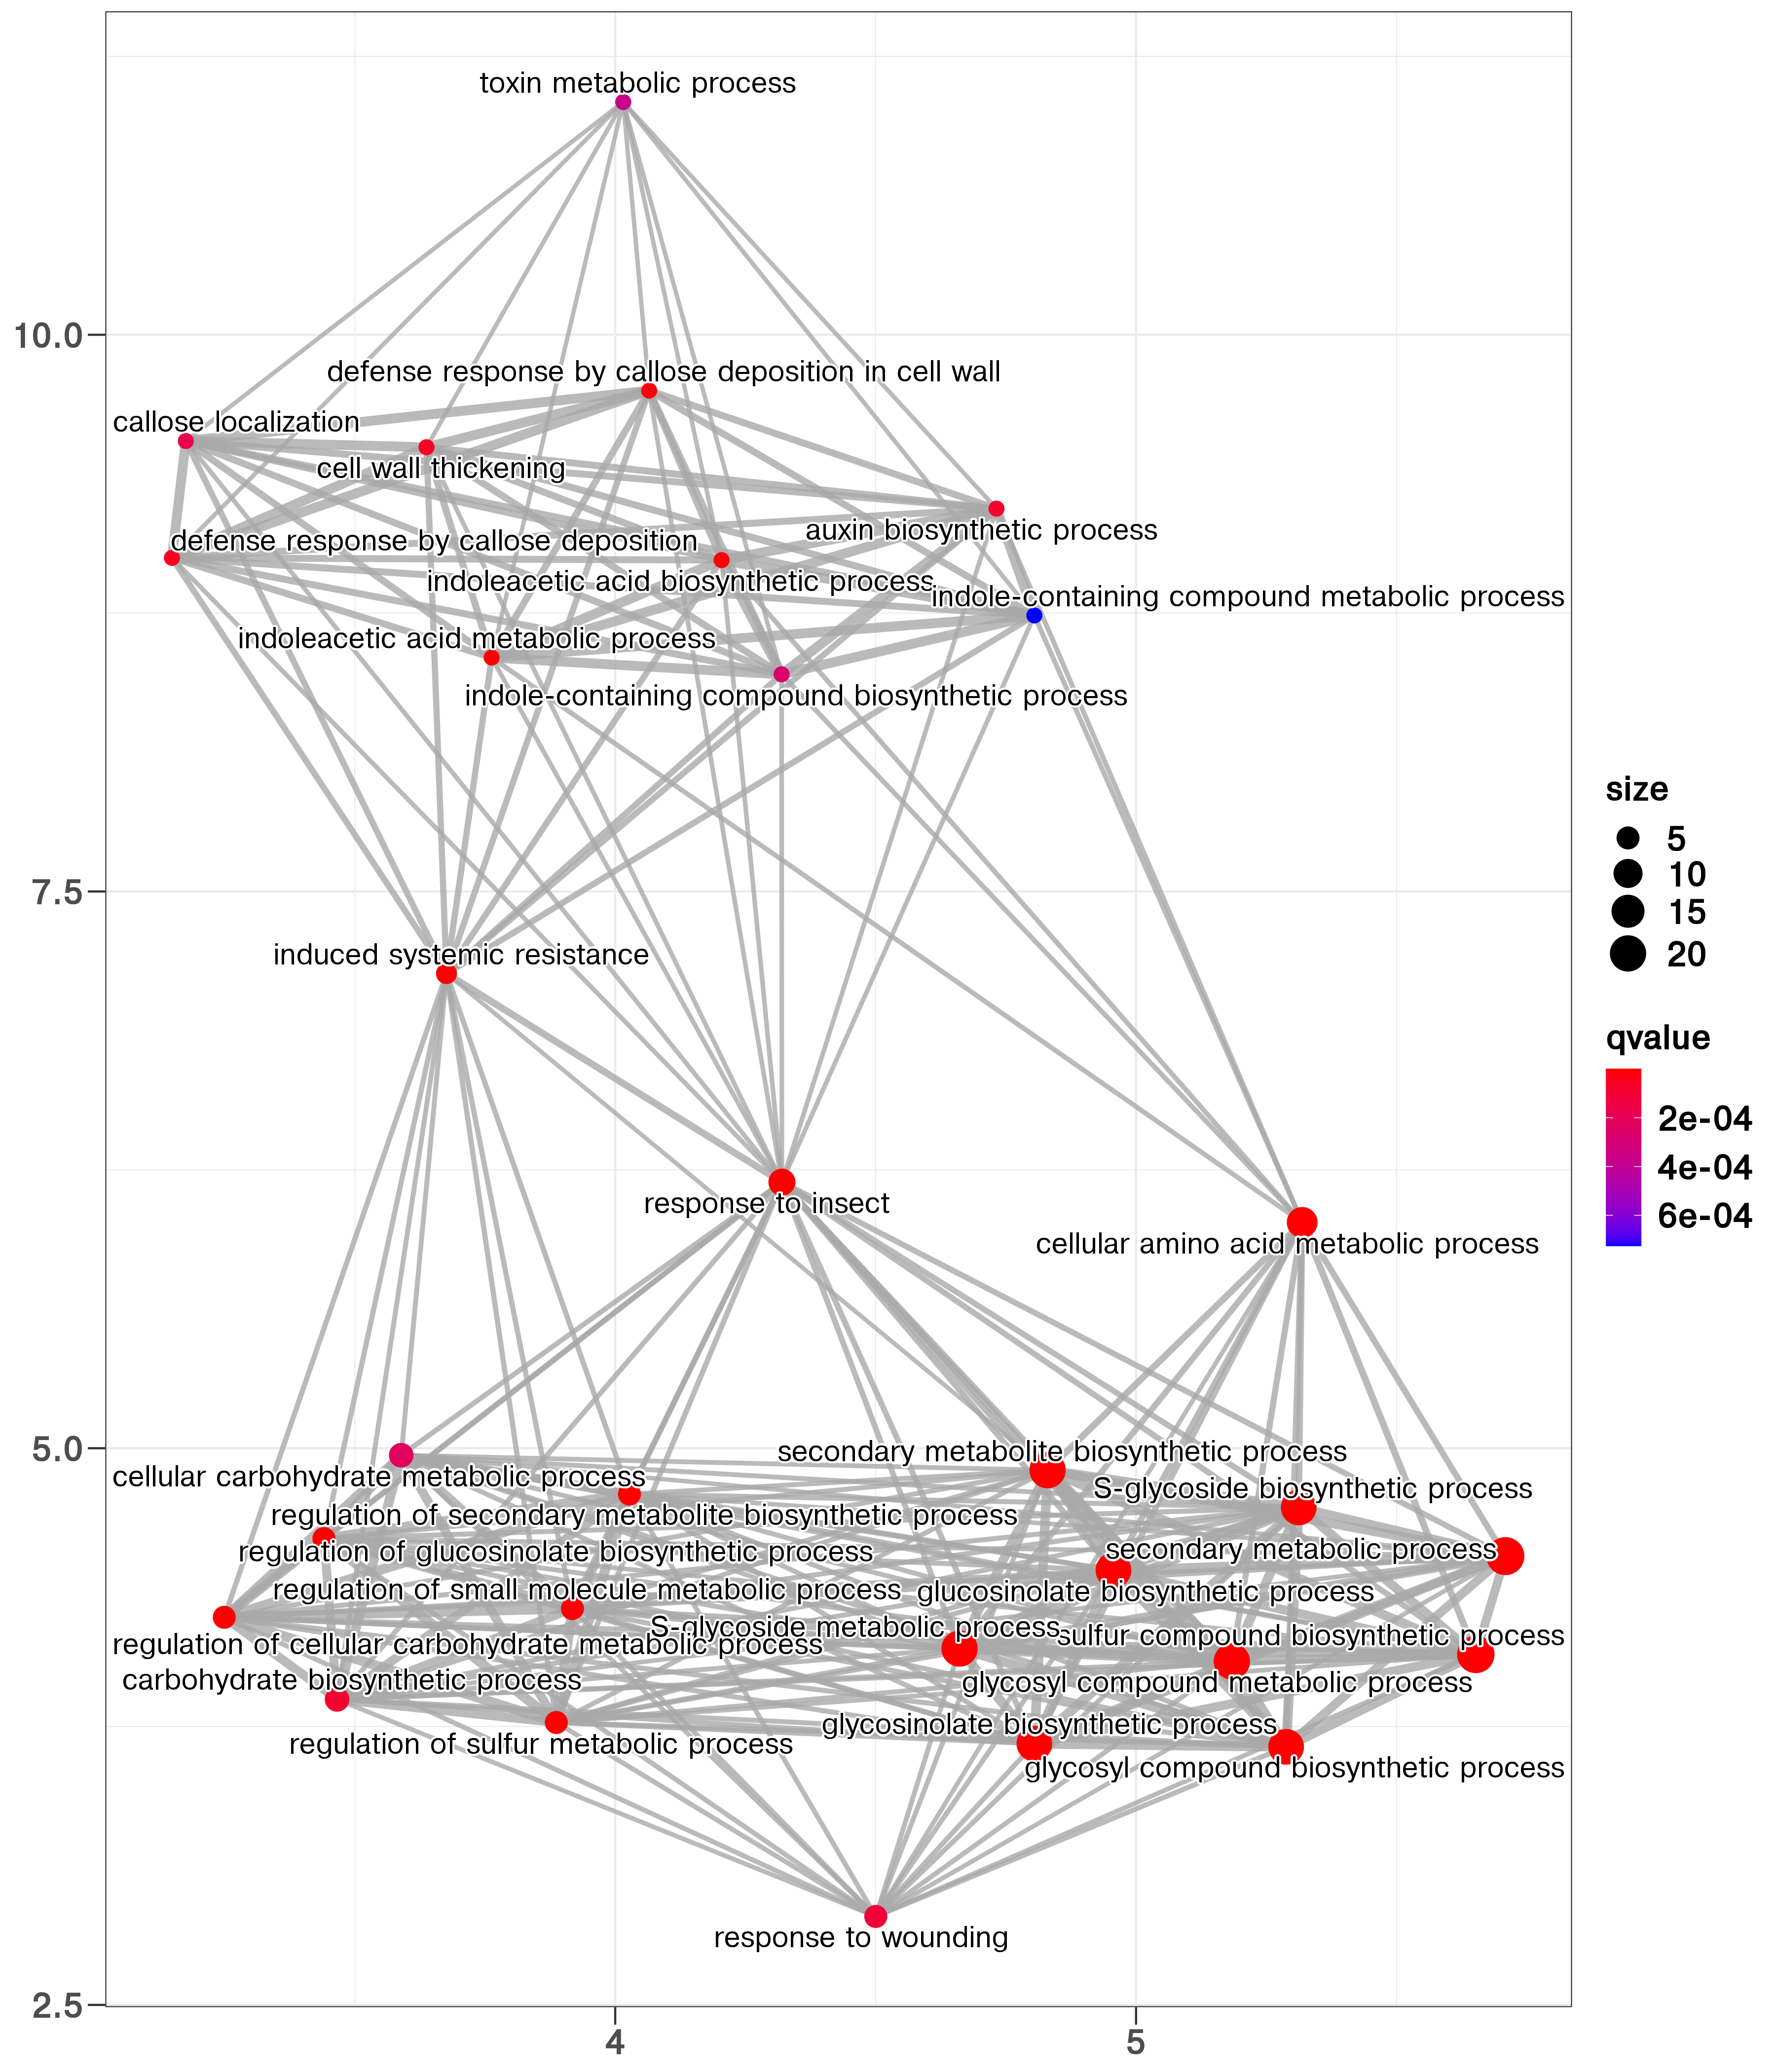 toxin metabolic process
10.0
defense response by callose deposition in cell wall
callose localization
cell wall thickening
auxin biosynthetic process
defense response by callose deposition
indoleacetic acid biosynthetic process
indole-containing compound metabolic process
indoleacetic acid metabolic process
indole-containing compound biosynthetic process
size
5
10
15
20
7.5
induced systemic resistance
qvalue
2e-04
4e-04
6e-04
response to insect
cellular amino acid metabolic process
5.0
secondary metabolite biosynthetic process
cellular carbohydrate metabolic process
S-glycoside biosynthetic process
regulation of secondary metabolite biosynthetic process
regulation of glucosinolate biosynthetic process
secondary metabolic process
regulation of small molecule metabolic process
glucosinolate biosynthetic process
S-glycoside metabolic process
regulation of cellular carbohydrate metabolic process
sulfur compound biosynthetic process
carbohydrate biosynthetic process
glycosyl compound metabolic process
glycosinolate biosynthetic process
regulation of sulfur metabolic process
glycosyl compound biosynthetic process
response to wounding
2.5
4
5